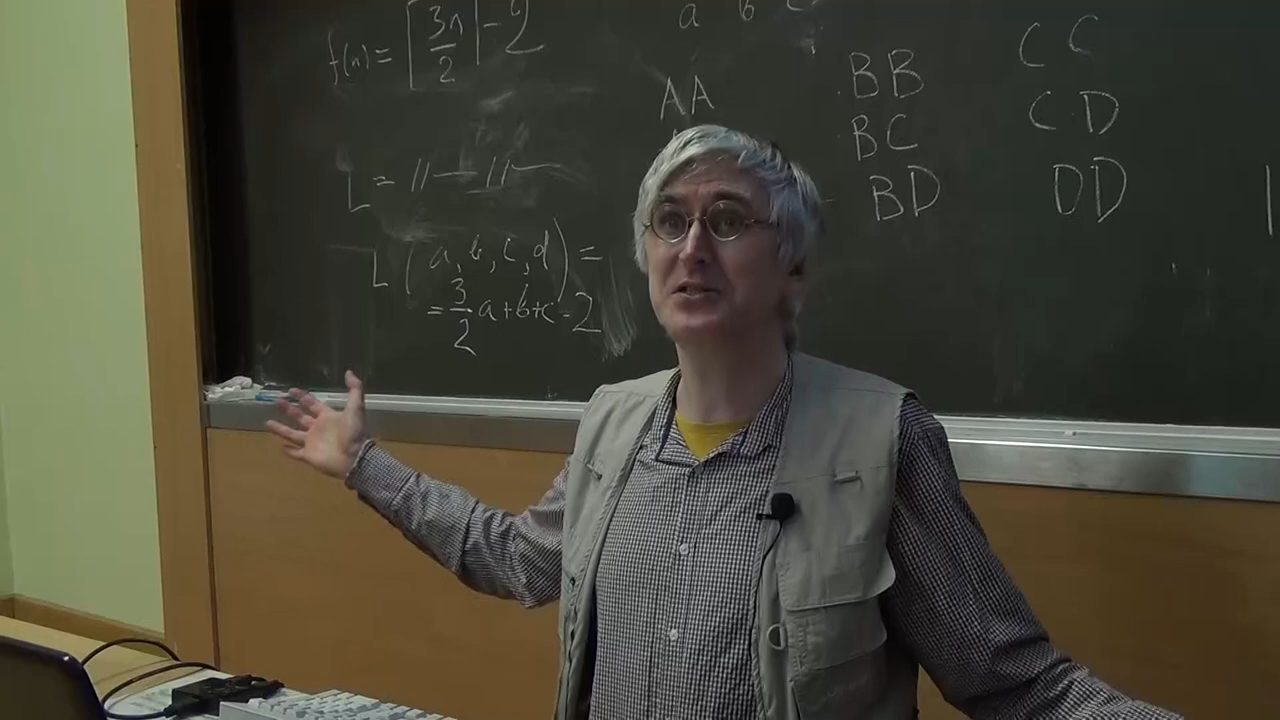 f(n) = ⌈3n/2⌉ - 2
a b c
AA
BB
BC
BD
CC
CD
DD
L = //—//—
L(a, b, c, d) =
= 3/2 a + b + c - 2